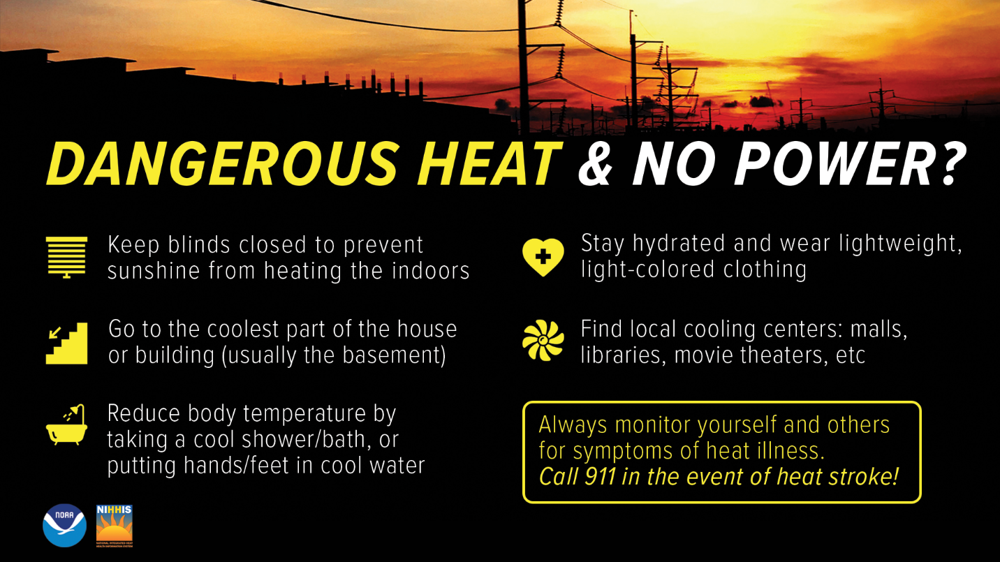 DANGEROUS HEAT & NO POWER?
Keep blinds closed to prevent
sunshine from heating the indoors
Go to the coolest part of the house
or building (usually the basement)
Reduce body temperature by
taking a cool shower/bath, or
putting hands/feet in cool water
Stay hydrated and wear lightweight,
light-colored clothing
Find local cooling centers: malls,
libraries, movie theaters, etc
Always monitor yourself and others
for symptoms of heat illness.
Call 911 in the event of heat stroke!
NOAA
NIHHIS
NATIONAL INTEGRATED HEAT
HEALTH INFORMATION SYSTEM